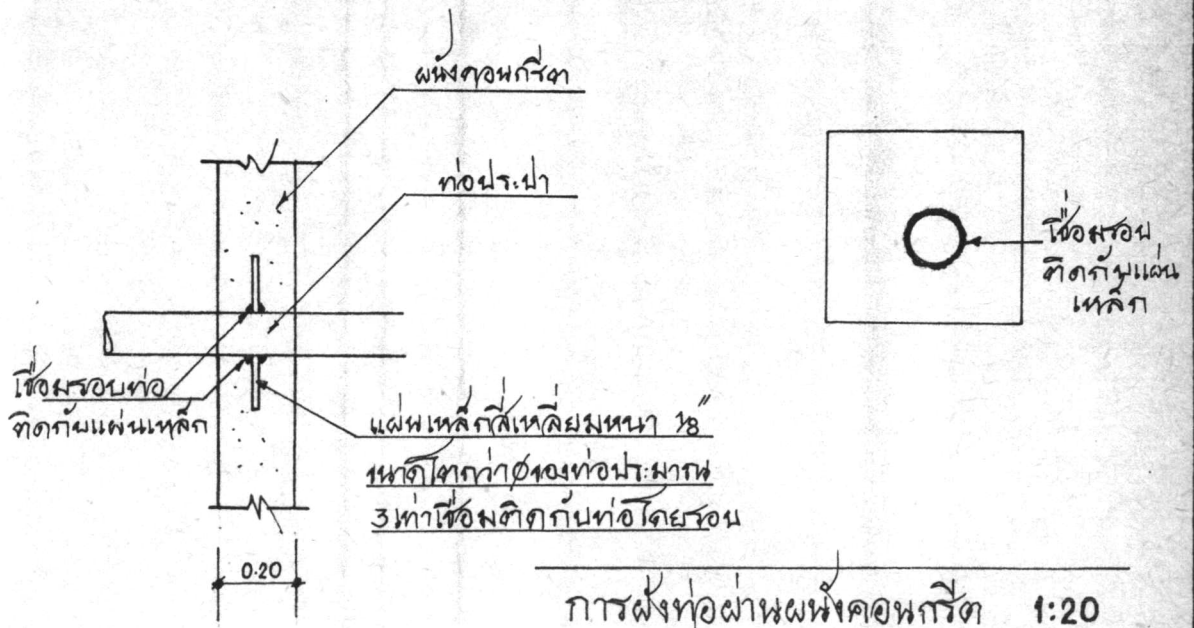 ผนังคอนกรีต
ท่อประปา
เชื่อมรอบท่อ
ติดกับแผ่นเหล็ก
แผ่นเหล็กสี่เหลี่ยมหนา 1/8"
ขนาดโตกว่า ø ของท่อประมาณ
3 เท่าเชื่อมติดกับท่อโดยรอบ
0.20
เชื่อมรอบ
ติดกับแผ่น
เหล็ก
การฝังท่อผ่านผนังคอนกรีต 1:20